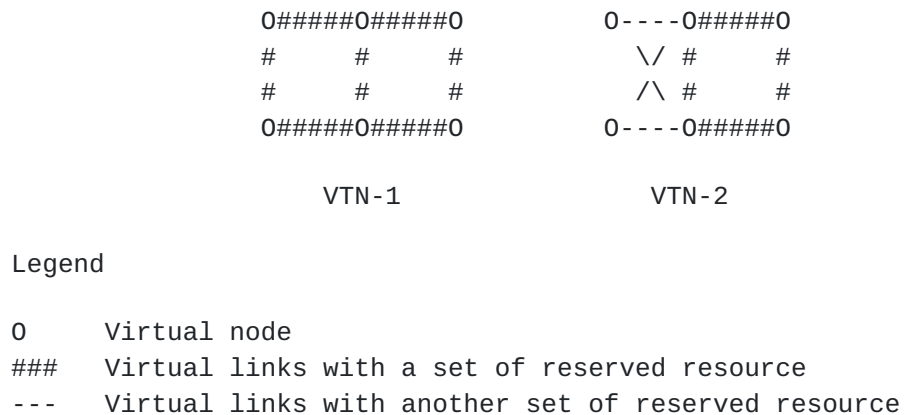 O#####O#####O         O----O#####O
#     #     #           \/ #     #
#     #     #           /\ #     #
O#####O#####O         O----O#####O
VTN-1                VTN-2
Legend
O     Virtual node
###   Virtual links with a set of reserved resource
---   Virtual links with another set of reserved resource